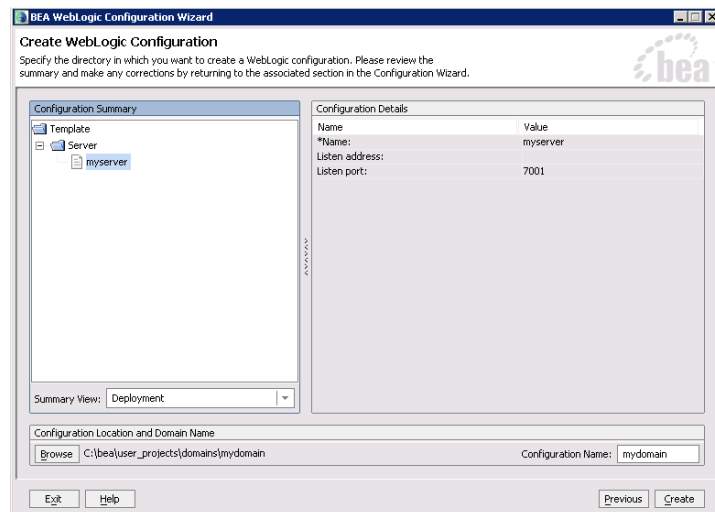 BEA WebLogic Configuration Wizard
Create WebLogic Configuration
Specify the directory in which you want to create a WebLogic configuration. Please review the
summary and make any corrections by returning to the associated section in the Configuration Wizard.
bea
Configuration Summary
Template
Server
myserver
Summary View: Deployment
Configuration Details
Name Value
*Name: myserver
Listen address:
Listen port: 7001
Configuration Location and Domain Name
Browse C:\bea\user_projects\domains\mydomain Configuration Name: mydomain
Exit Help Previous Create